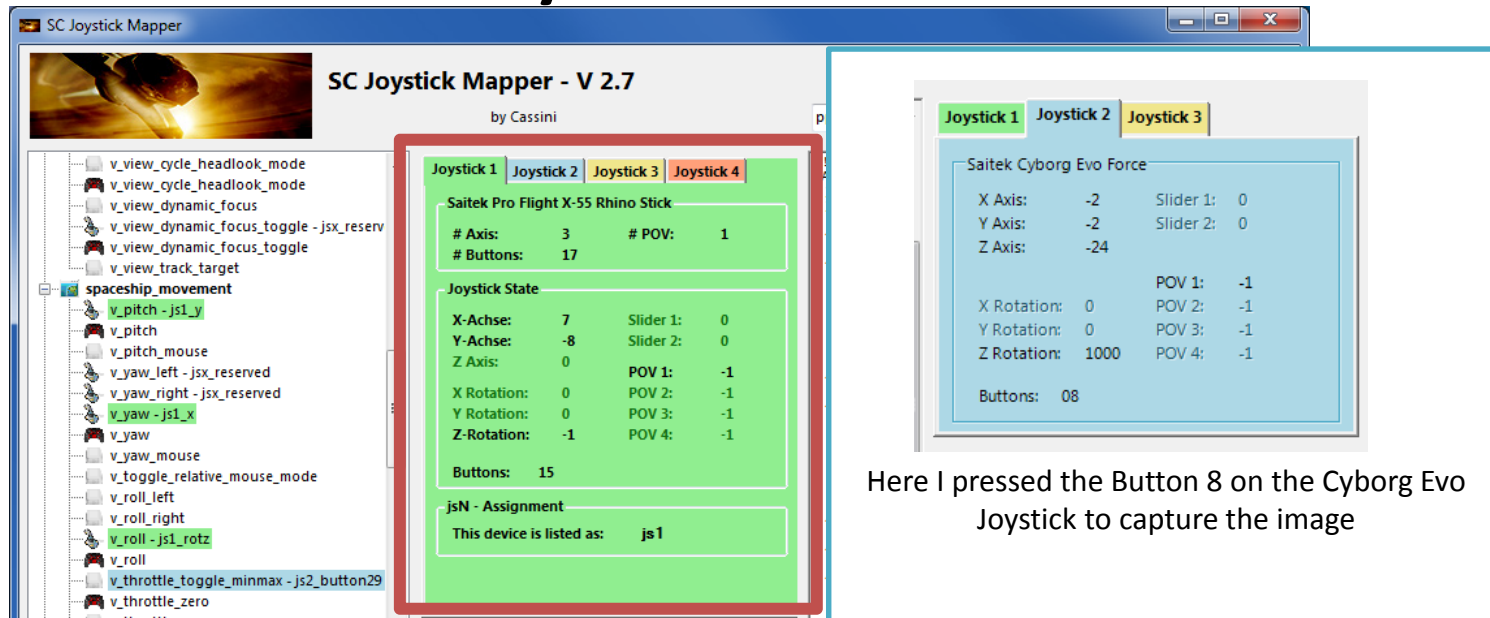 SC Joystick Mapper
SC Joystick Mapper - V 2.7
by Cassini
v_view_cycle_headlook_mode
v_view_cycle_headlook_mode
v_view_dynamic_focus
v_view_dynamic_focus_toggle - jsx_reserv
v_view_dynamic_focus_toggle
v_view_track_target
spaceship_movement
v_pitch - js1_y
v_pitch
v_pitch_mouse
v_yaw_left - jsx_reserved
v_yaw_right - jsx_reserved
v_yaw - js1_x
v_yaw
v_yaw_mouse
v_toggle_relative_mouse_mode
v_roll_left
v_roll_right
v_roll - js1_rotz
v_roll
v_throttle_toggle_minmax - js2_button29
v_throttle_zero
Joystick 1 Joystick 2 Joystick 3 Joystick 4
Saitek Pro Flight X-55 Rhino Stick
# Axis: 3 # POV: 1
# Buttons: 17
Joystick State
X-Achse: 7 Slider 1: 0
Y-Achse: -8 Slider 2: 0
Z Axis: 0
POV 1: -1
X Rotation: 0 POV 2: -1
Y Rotation: 0 POV 3: -1
Z-Rotation: -1 POV 4: -1
Buttons: 15
jsN - Assignment
This device is listed as: js1
p
Joystick 1 Joystick 2 Joystick 3
Saitek Cyborg Evo Force
X Axis: -2 Slider 1: 0
Y Axis: -2 Slider 2: 0
Z Axis: -24
POV 1: -1
X Rotation: 0 POV 2: -1
Y Rotation: 0 POV 3: -1
Z Rotation: 1000 POV 4: -1
Buttons: 08
Here I pressed the Button 8 on the Cyborg Evo
Joystick to capture the image